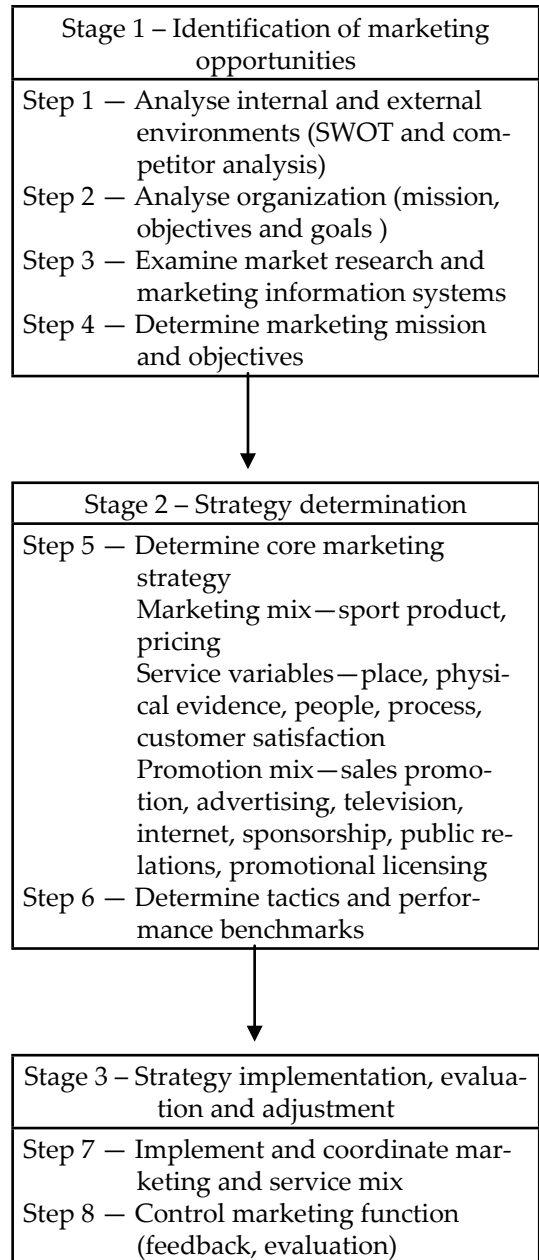 Stage 1 – Identification of marketing
opportunities
Step 1 — Analyse internal and external
environments (SWOT and com-
petitor analysis)
Step 2 — Analyse organization (mission,
objectives and goals )
Step 3 — Examine market research and
marketing information systems
Step 4 — Determine marketing mission
and objectives
Stage 2 – Strategy determination
Step 5 — Determine core marketing
strategy
Marketing mix—sport product,
pricing
Service variables—place, physi-
cal evidence, people, process,
customer satisfaction
Promotion mix—sales promo-
tion, advertising, television,
internet, sponsorship, public re-
lations, promotional licensing
Step 6 — Determine tactics and perfor-
mance benchmarks
Stage 3 – Strategy implementation, evalua-
tion and adjustment
Step 7 — Implement and coordinate mar-
keting and service mix
Step 8 — Control marketing function
(feedback, evaluation)